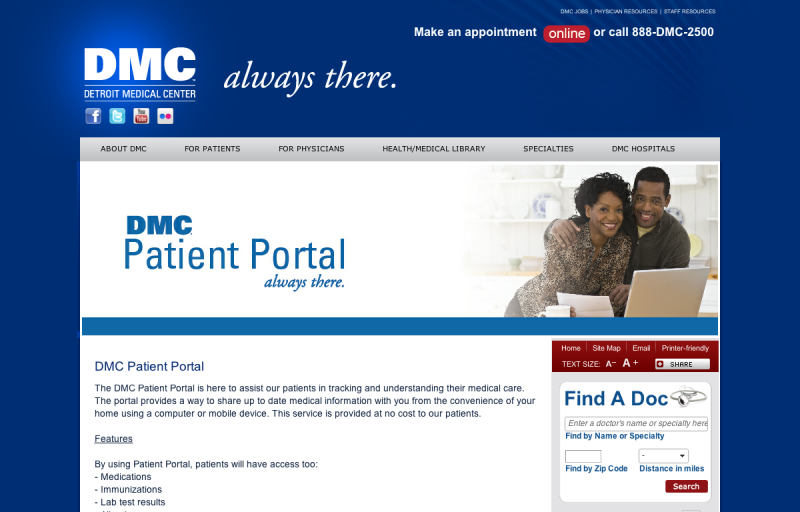 DMC JOBS | PHYSICIAN RESOURCES | STAFF RESOURCES
Make an appointment online or call 888-DMC-2500
DMC
DETROIT MEDICAL CENTER
always there.
ABOUT DMC FOR PATIENTS FOR PHYSICIANS HEALTH/MEDICAL LIBRARY SPECIALTIES DMC HOSPITALS
DMC
Patient Portal
always there.
Home | Site Map | Email | Printer-friendly
TEXT SIZE: A- A+ SHARE
DMC Patient Portal
The DMC Patient Portal is here to assist our patients in tracking and understanding their medical care.
The portal provides a way to share up to date medical information with you from the convenience of your
home using a computer or mobile device. This service is provided at no cost to our patients.
Features
By using Patient Portal, patients will have access too:
- Medications
- Immunizations
- Lab test results
Find A Doc
Enter a doctor's name or specialty here
Find by Name or Specialty
-
Find by Zip Code Distance in miles
Search